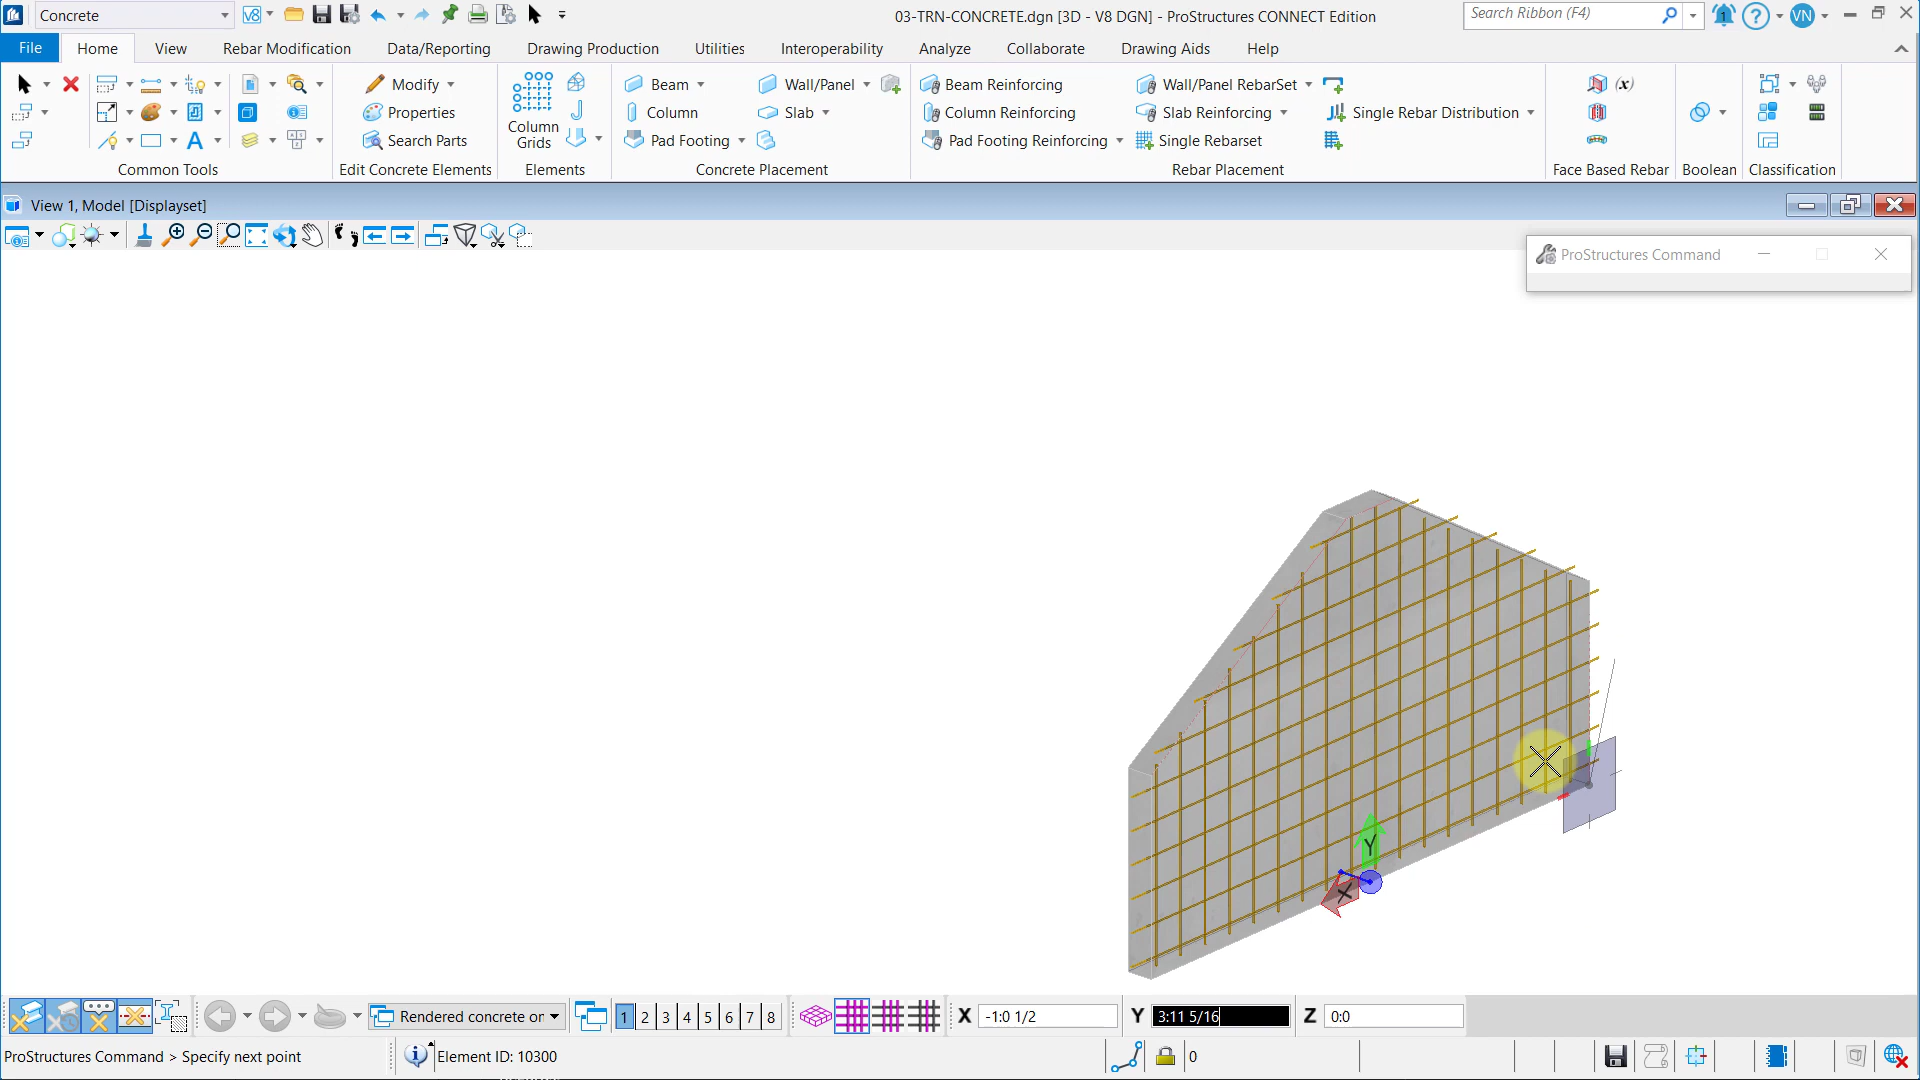 Concrete
V8
03-TRN-CONCRETE.dgn [3D - V8 DGN] - ProStructures CONNECT Edition
Search Ribbon (F4)
1
?
VN
File
Home
View
Rebar Modification
Data/Reporting
Drawing Production
Utilities
Interoperability
Analyze
Collaborate
Drawing Aids
Help
Modify
Properties
Search Parts
Column
Grids
Beam
Column
Pad Footing
Wall/Panel
Slab
Beam Reinforcing
Column Reinforcing
Pad Footing Reinforcing
Wall/Panel RebarSet
Slab Reinforcing
Single Rebarset
Single Rebar Distribution
(x)
Common Tools
Edit Concrete Elements
Elements
Concrete Placement
Rebar Placement
Face Based Rebar
Boolean
Classification
View 1, Model [Displayset]
ProStructures Command
Y
X
Rendered concrete or
1 2 3 4 5 6 7 8
X -1:0 1/2
Y 3:11 5/16
Z 0:0
ProStructures Command > Specify next point
Element ID: 10300
0